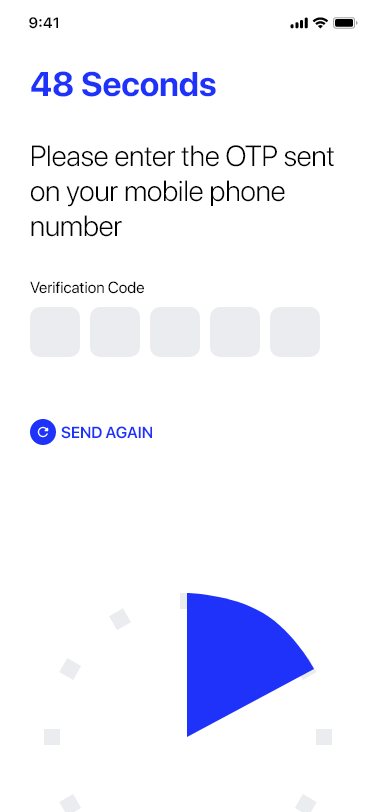 9:41
48 Seconds
Please enter the OTP sent
on your mobile phone
number
Verification Code
SEND AGAIN